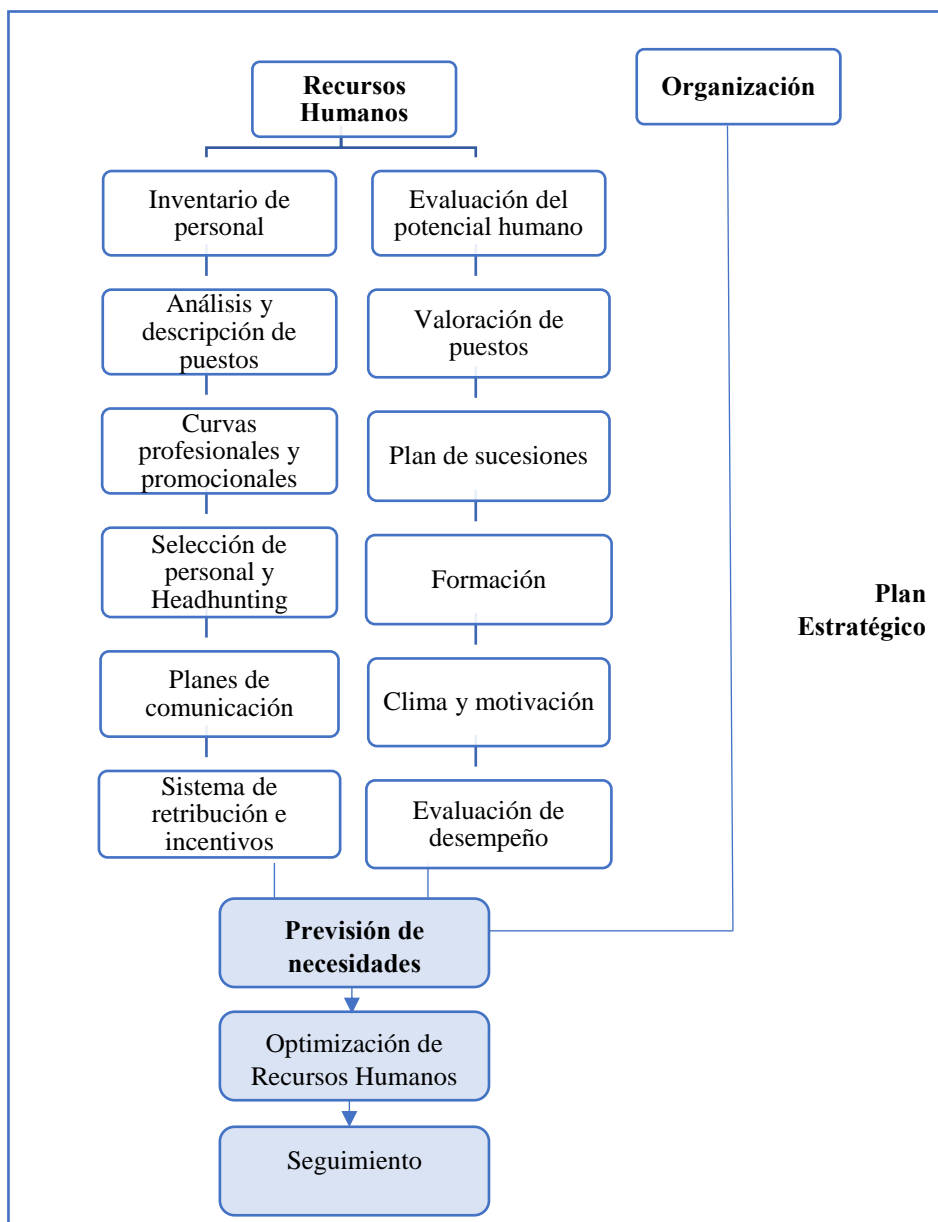 Recursos
Humanos
Organización
Inventario de
personal
Evaluación del
potencial humano
Análisis y
descripción de
puestos
Valoración de
puestos
Curvas
profesionales y
promocionales
Plan de sucesiones
Selección de
personal y
Headhunting
Formación
Plan
Estratégico
Planes de
comunicación
Clima y motivación
Sistema de
retribución e
incentivos
Evaluación de
desempeño
Previsión de
necesidades
Optimización de
Recursos Humanos
Seguimiento